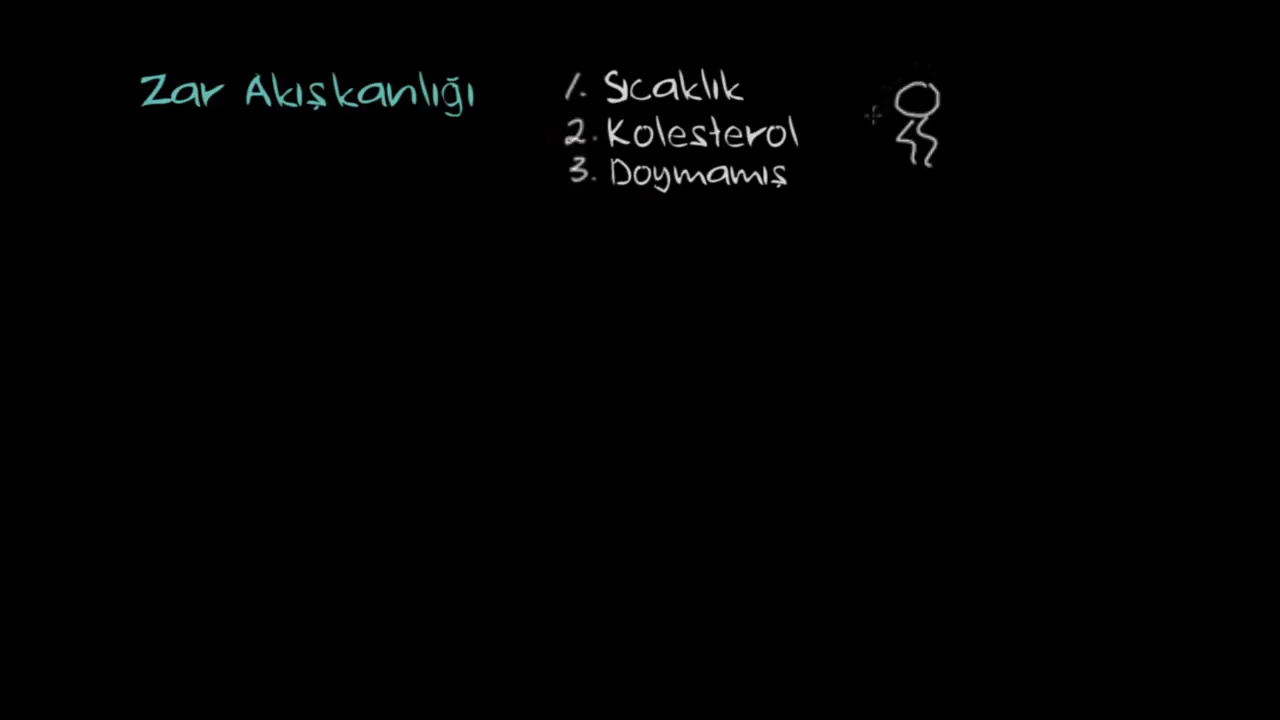 Zar Akışkanlığı
1. Sıcaklık
2. Kolesterol
3. Doymamış